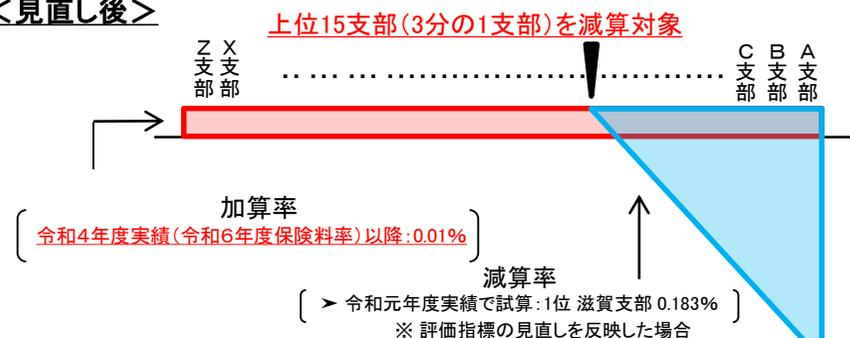 ＜見直し後＞
上位15支部（3分の1支部）を減算対象
Z支部
X支部
‥ … … ……………………………
C支部
B支部
A支部
加算率
令和４年度実績（令和６年度保険料率）以降：0.01％
減算率
➢ 令和元年度実績で試算：1位 滋賀支部 0.183％
※ 評価指標の見直しを反映した場合